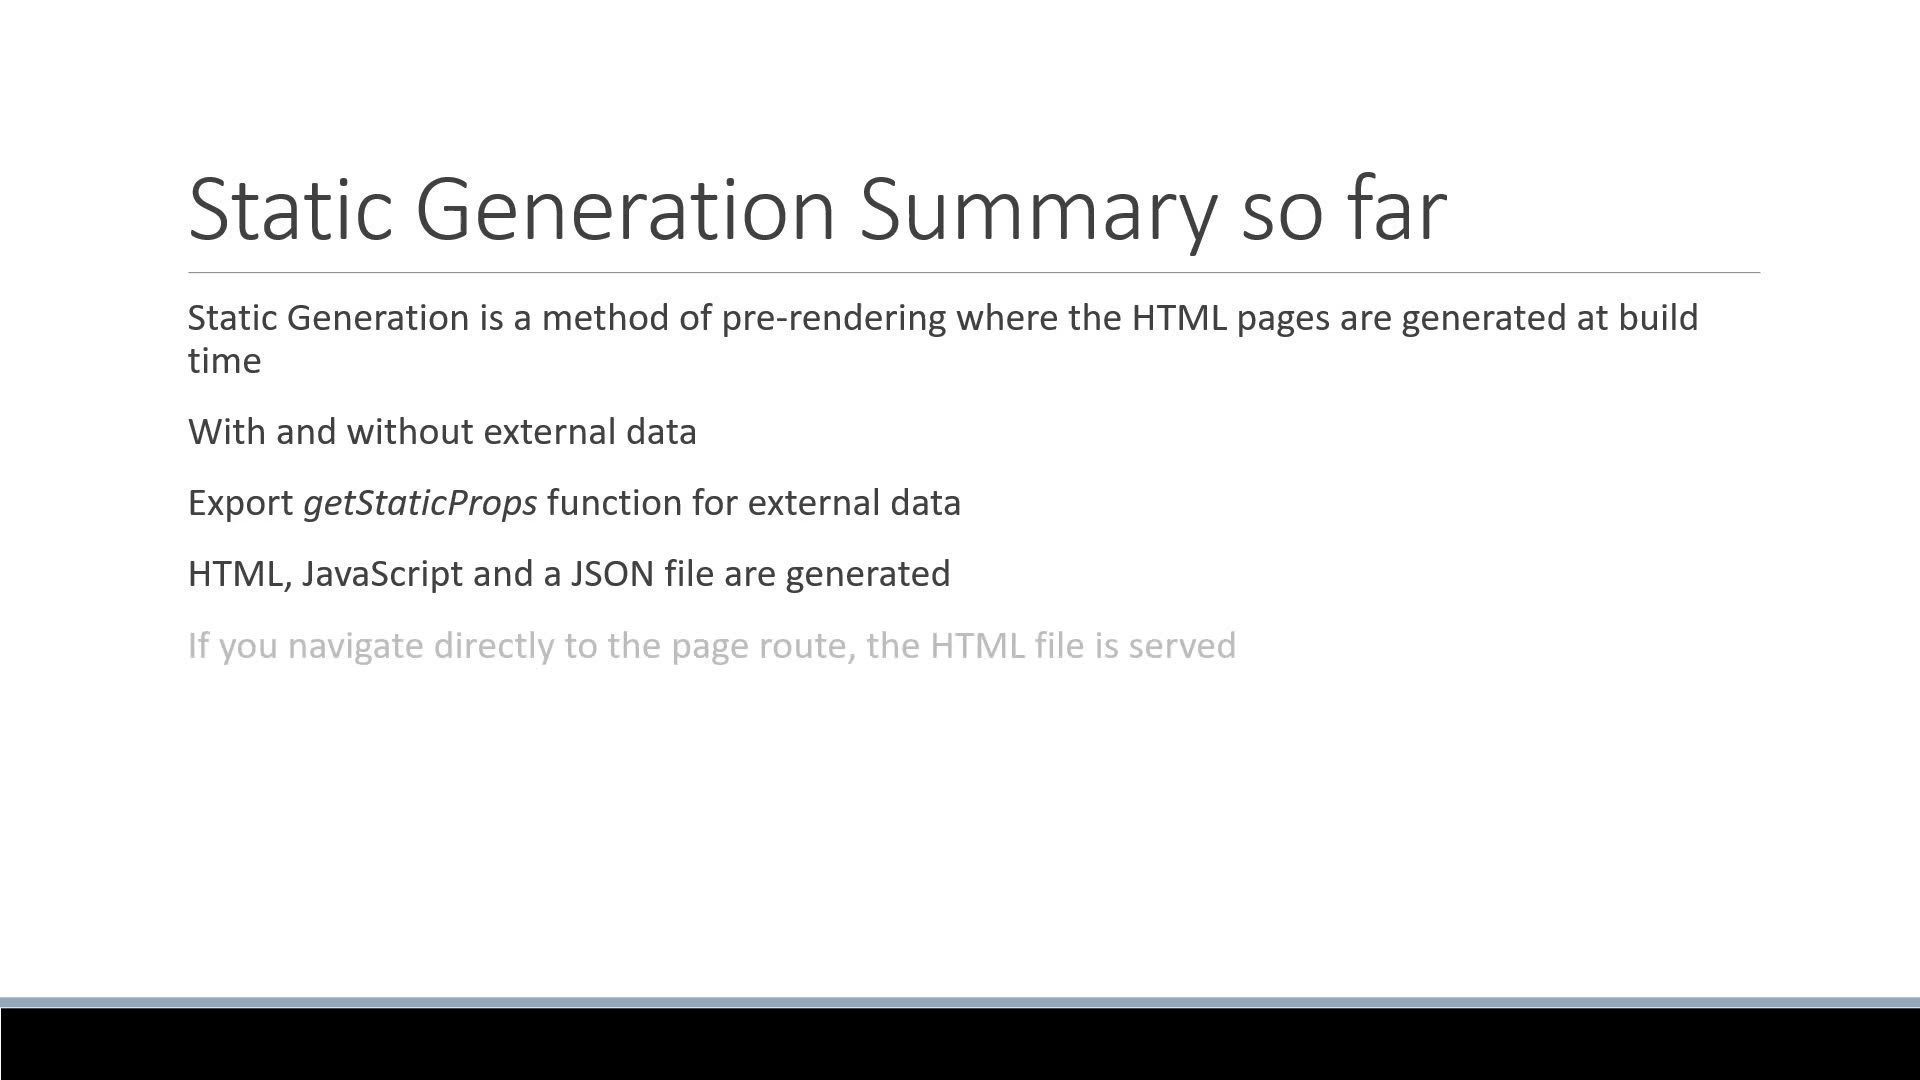 Static Generation Summary so far
Static Generation is a method of pre-rendering where the HTML pages are generated at build
time
With and without external data
Export getStaticProps function for external data
HTML, JavaScript and a JSON file are generated
If you navigate directly to the page route, the HTML file is served